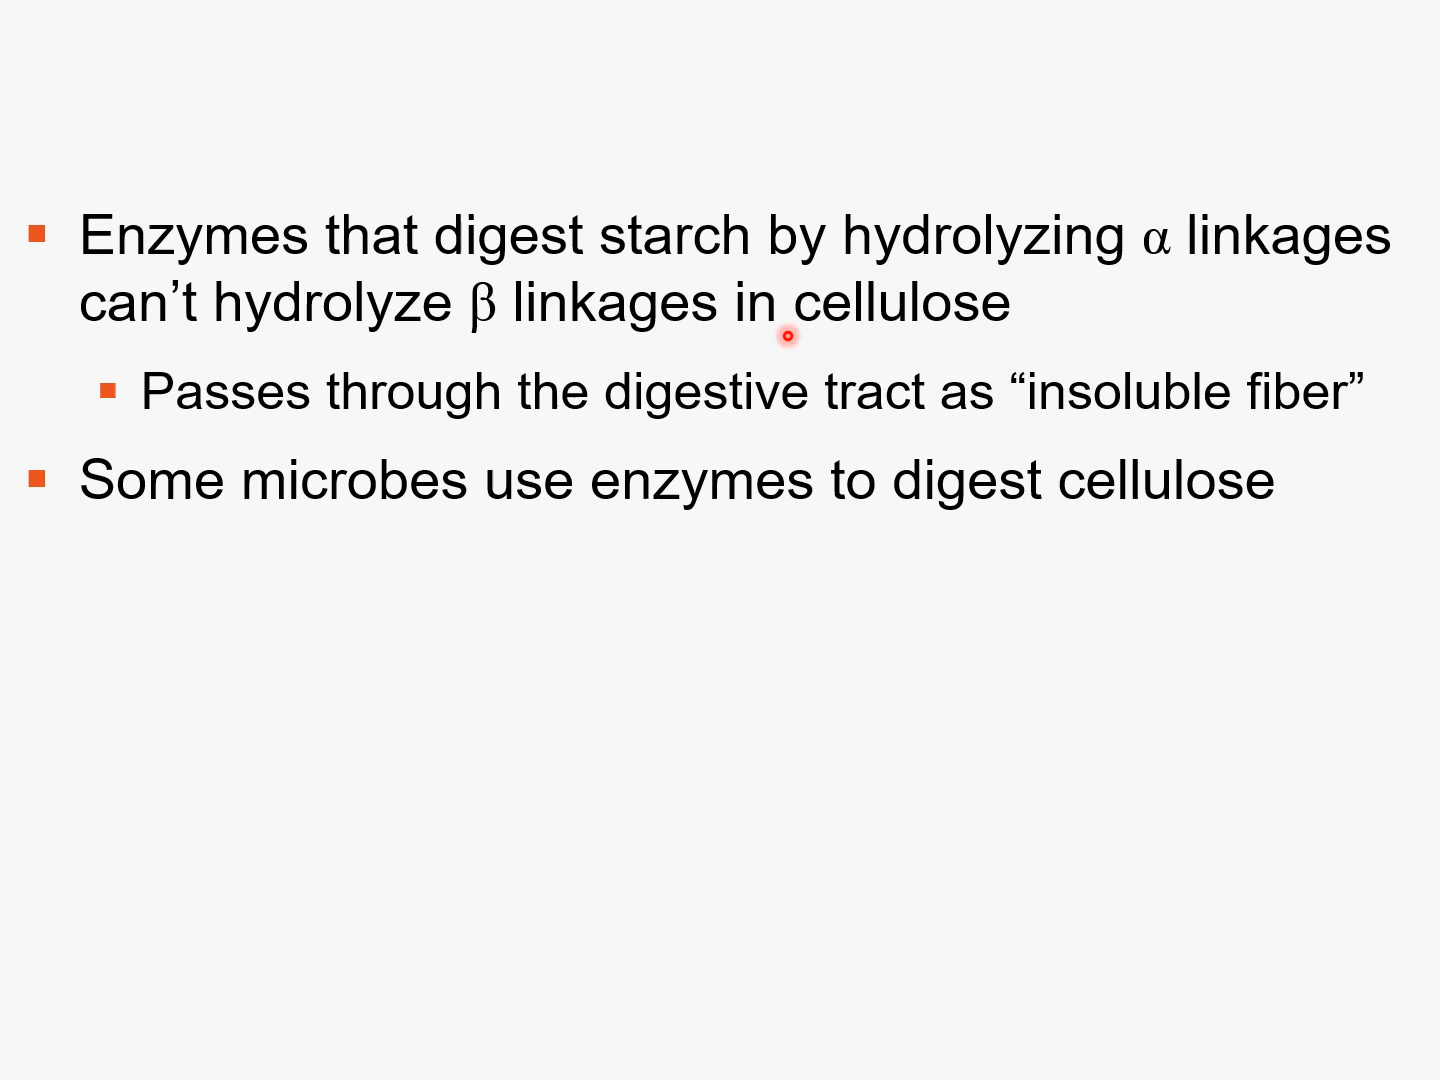 Enzymes that digest starch by hydrolyzing α linkages
can’t hydrolyze β linkages in cellulose
Passes through the digestive tract as “insoluble fiber”
Some microbes use enzymes to digest cellulose